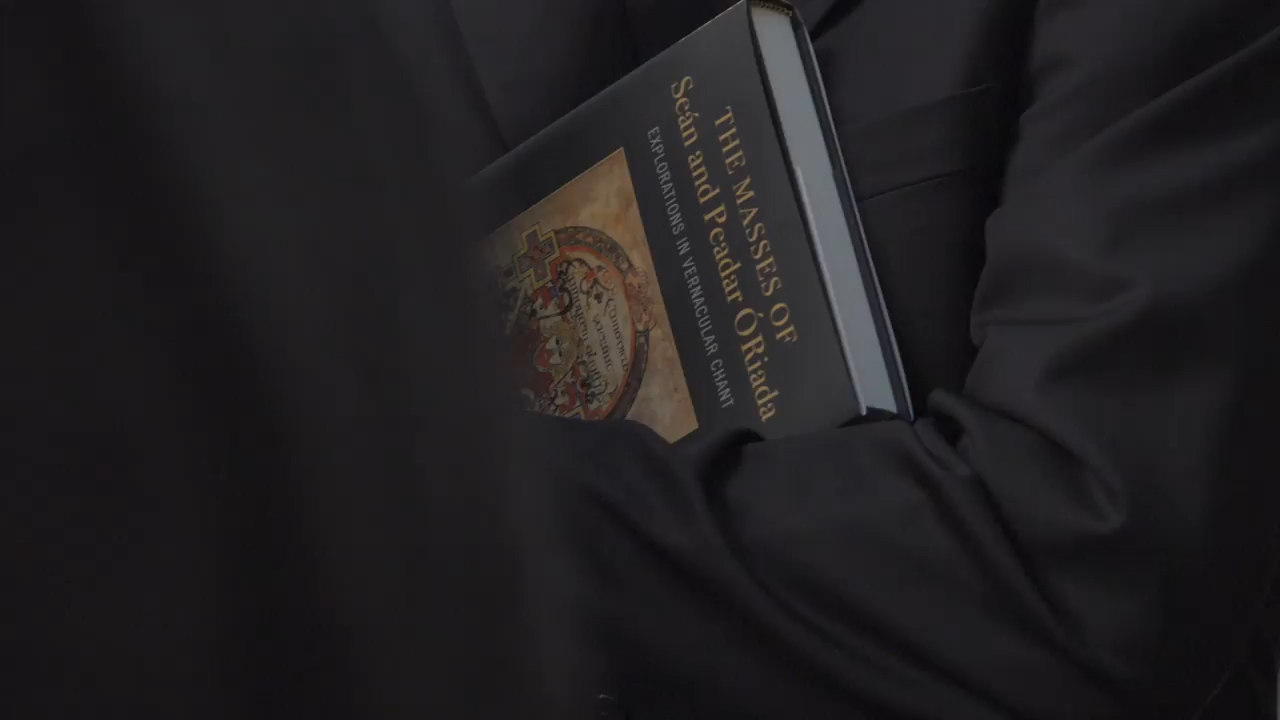 THE MASSES OF
Seán and Peadar Ó Riada
EXPLORATIONS IN VERNACULAR CHANT